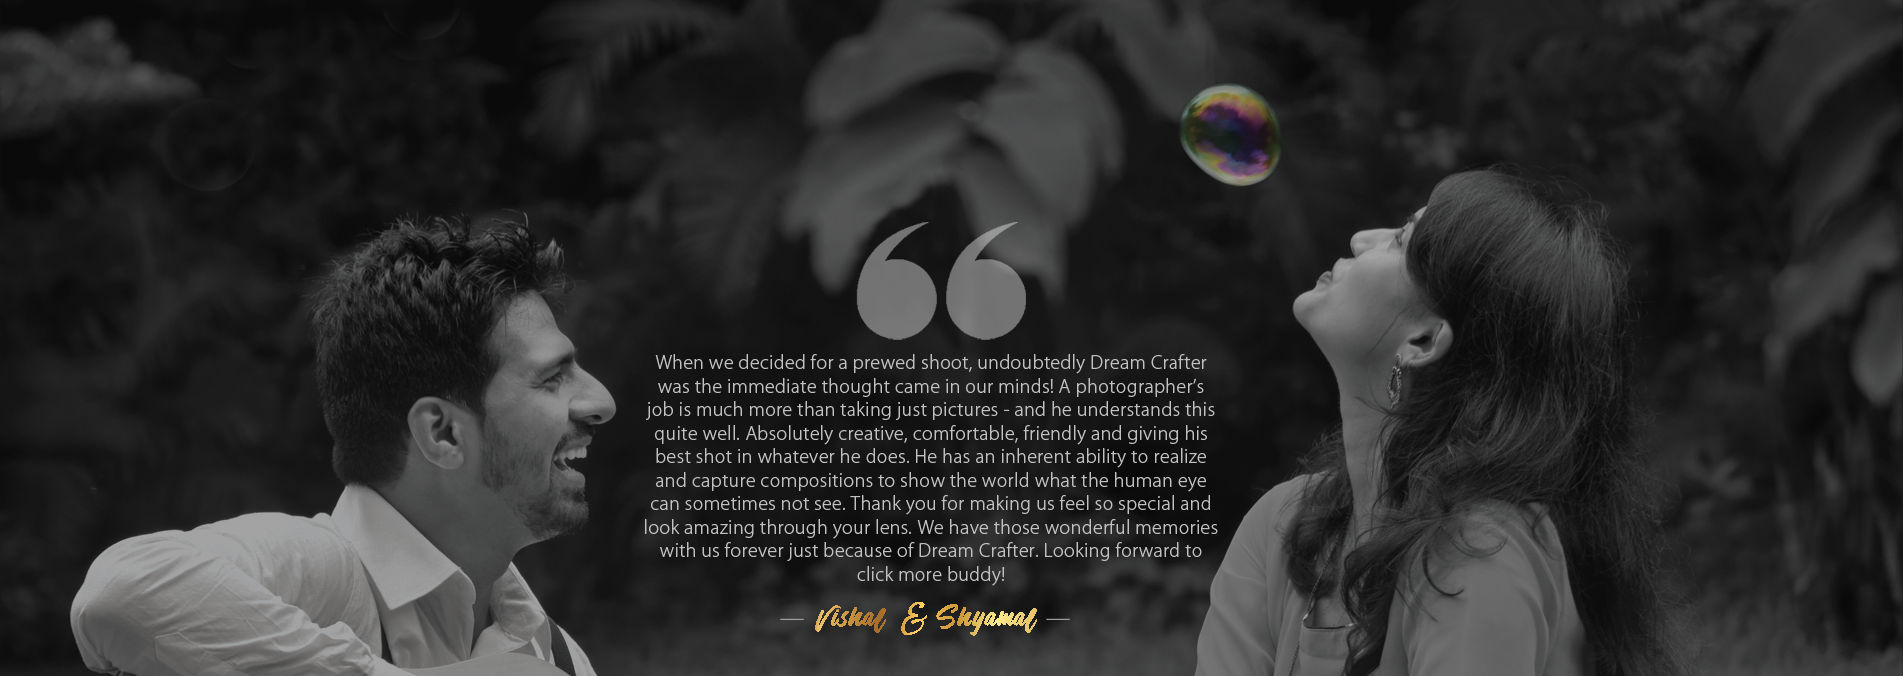 “
When we decided for a prewed shoot, undoubtedly Dream Crafter
was the immediate thought came in our minds! A photographer’s
job is much more than taking just pictures - and he understands this
quite well. Absolutely creative, comfortable, friendly and giving his
best shot in whatever he does. He has an inherent ability to realize
and capture compositions to show the world what the human eye
can sometimes not see. Thank you for making us feel so special and
look amazing through your lens. We have those wonderful memories
with us forever just because of Dream Crafter. Looking forward to
click more buddy!
— Vishal & Shyamal —